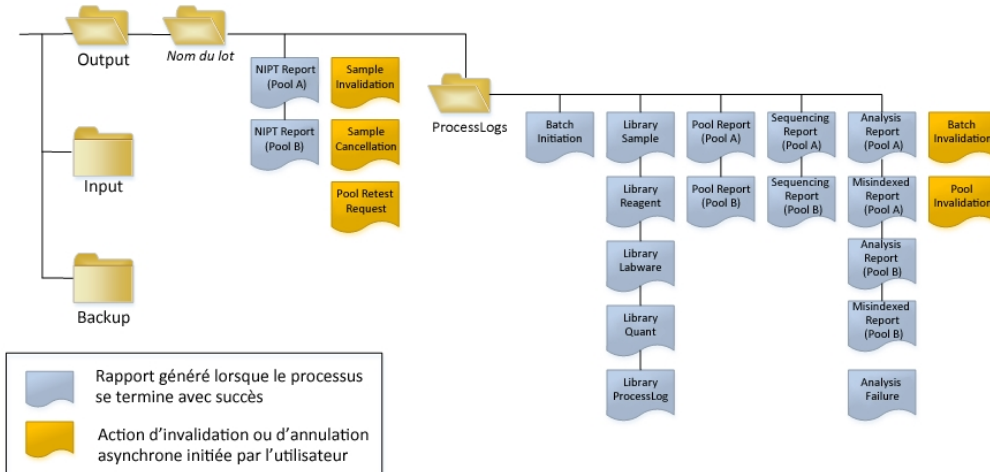 Output
Nom du lot
NIPT Report
(Pool A)
Sample
Invalidation
NIPT Report
(Pool B)
Sample
Cancellation
Pool Retest
Request
ProcessLogs
Batch
Initiation
Library
Sample
Pool Report
(Pool A)
Sequencing
Report
(Pool A)
Analysis
Report
(Pool A)
Batch
Invalidation
Library
Reagent
Pool Report
(Pool B)
Sequencing
Report
(Pool B)
Misindexed
Report
(Pool A)
Pool
Invalidation
Library
Labware
Analysis
Report
(Pool B)
Library
Quant
Misindexed
Report
(Pool B)
Library
ProcessLog
Analysis
Failure
Input
Backup
Rapport généré lorsque le processus
se termine avec succès
Action d'invalidation ou d'annulation
asynchrone initiée par l'utilisateur